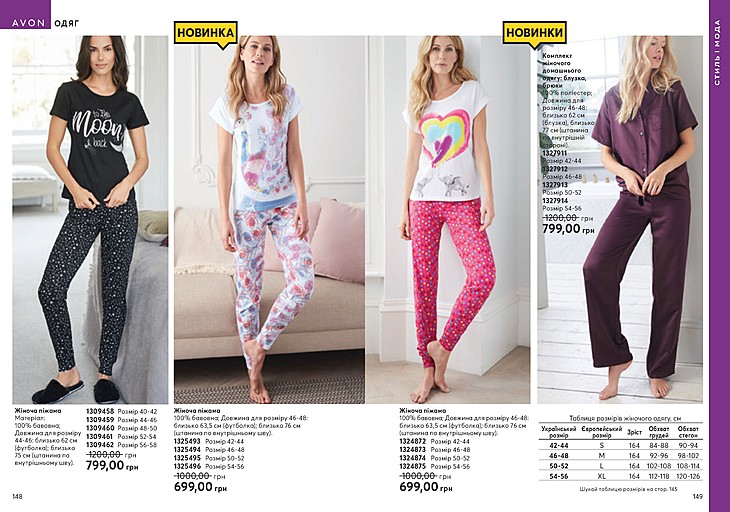 AVON ОДЯГ
НОВИНКА
НОВИНКИ
СТИЛЬ І МОДА
to the
Moon
& back
Комплект
жіночого
домашнього
одягу: блузка,
брюки
100% поліестер;
Довжина для
розміру 46-48:
близько 62 см
(блузка), близько
77 см (штанина
по внутрішній
стороні).
1327911
Розмір 42-44
1327912
Розмір 46-48
1327913
Розмір 50-52
1327914
Розмір 54-56
1200,00 грн
799,00 грн
Жіноча піжама
Матеріал:
100% бавовна;
Довжина для
розміру
44-46: близько 62 см
(футболка); близько
75 см (штанина по
внутрішньому шву).
1309458 Розмір 40-42
1309459 Розмір 44-46
1309460 Розмір 48-50
1309461 Розмір 52-54
1309462 Розмір 56-58
1200,00 грн
799,00 грн
Жіноча піжама
100% бавовна; Довжина для розміру 46-48:
близько 63,5 см (футболка); близько 76 см
(штанина по внутрішньому шву).
1325493 Розмір 42-44
1325494 Розмір 46-48
1325495 Розмір 50-52
1325496 Розмір 54-56
1000,00 грн
699,00 грн
Жіноча піжама
100% бавовна; Довжина для розміру 46-48:
близько 63,5 см (футболка); близько 76 см
(штанина по внутрішньому шву).
1324872 Розмір 42-44
1324873 Розмір 46-48
1324874 Розмір 50-52
1324875 Розмір 54-56
1000,00 грн
699,00 грн
Таблиця розмірів жіночого одягу, см
Український розмір Європейський розмір Зріст Обхват грудей Обхват стегон
42-44 S 164 84-88 90-94
46-48 M 164 92-96 98-102
50-52 L 164 102-108 108-114
54-56 XL 164 112-118 120-126
Шукай таблицю розмірів на стор. 145
148
149